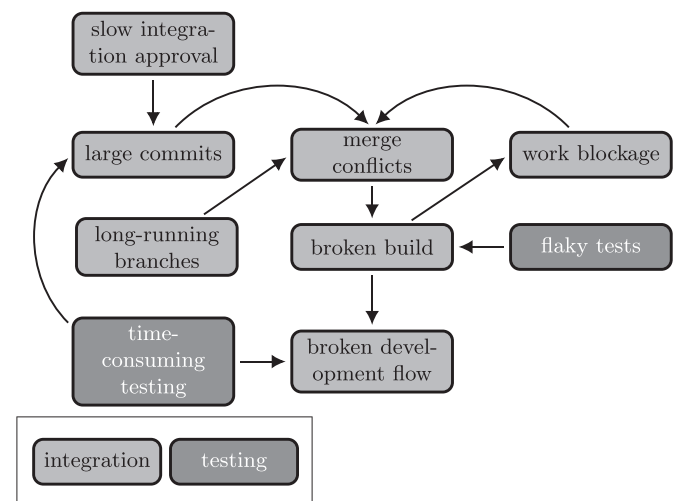 slow integra-
tion approval
large commits
merge
conflicts
work blockage
long-running
branches
broken build
flaky tests
time-
consuming
testing
broken devel-
opment flow
integration
testing